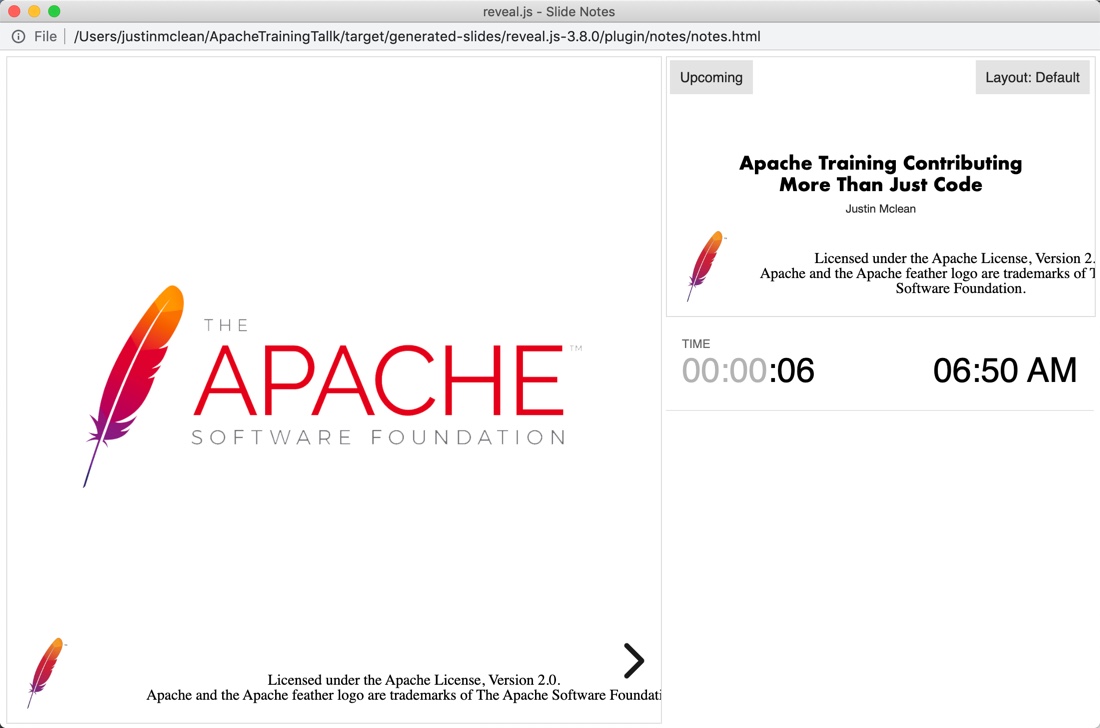 reveal.js - Slide Notes
File
/Users/justinmclean/ApacheTrainingTallk/target/generated-slides/reveal.js-3.8.0/plugin/notes/notes.html
THE
APACHE™
SOFTWARE FOUNDATION
Licensed under the Apache License, Version 2.0.
Apache and the Apache feather logo are trademarks of The Apache Software Foundati
Upcoming
Layout: Default
Apache Training Contributing
More Than Just Code
Justin Mclean
Licensed under the Apache License, Version 2.
Apache and the Apache feather logo are trademarks of T
Software Foundation.
TIME
00:00:06
06:50 AM